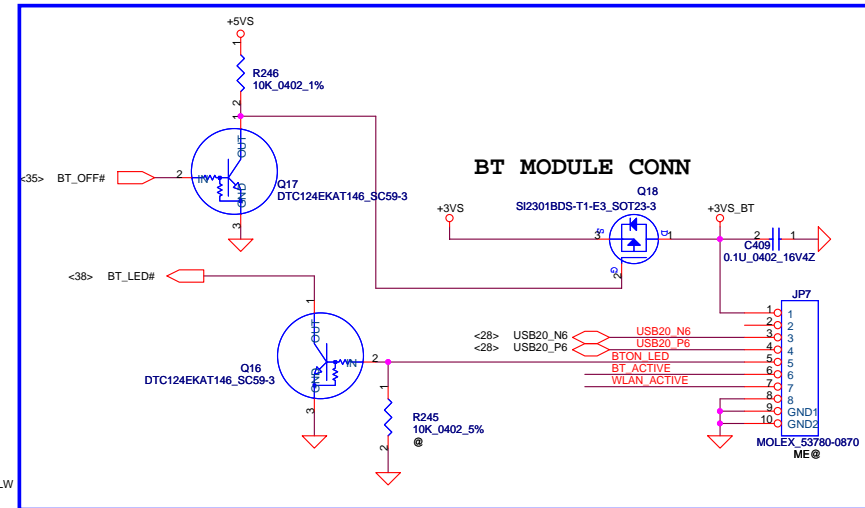 +5VS
1
R246
10K_0402_1%
2
1
OUT
<35> BT_OFF#
2
IN
GND
Q17
DTC124EKAT146_SC59-3
3
BT MODULE CONN
Q18
SI2301BDS-T1-E3_SOT23-3
+3VS
+3VS_BT
3
S
D
1
G
2
2
1
C409
0.1U_0402_16V4Z
<38> BT_LED#
1
OUT
Q16
DTC124EKAT146_SC59-3
IN
2
GND
3
1
R245
10K_0402_5%
@
2
JP7
1 1
2 2
<28> USB20_N6 USB20_N6 3 3
<28> USB20_P6 USB20_P6 4 4
BTON_LED 5 5
BT_ACTIVE 6 6
WLAN_ACTIVE 7 7
8 8
9 GND1
10 GND2
MOLEX_53780-0870
ME@
LW